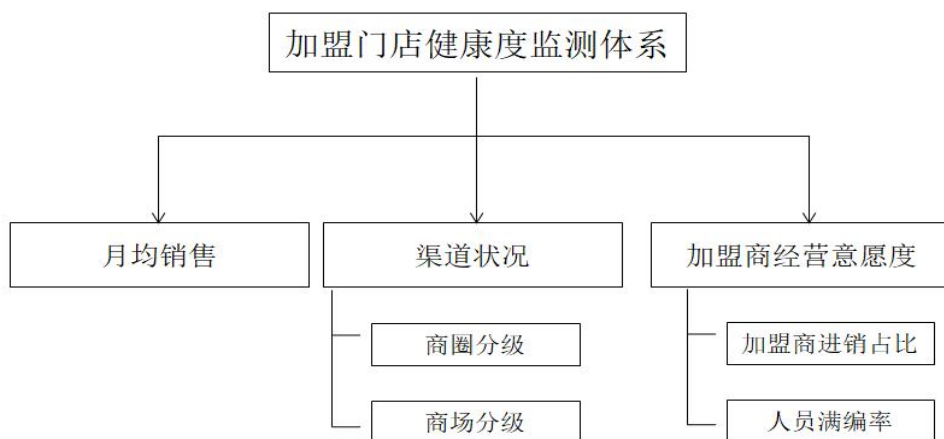 加盟门店健康度监测体系
月均销售
渠道状况
加盟商经营意愿度
商圈分级
加盟商进销占比
商场分级
人员满编率